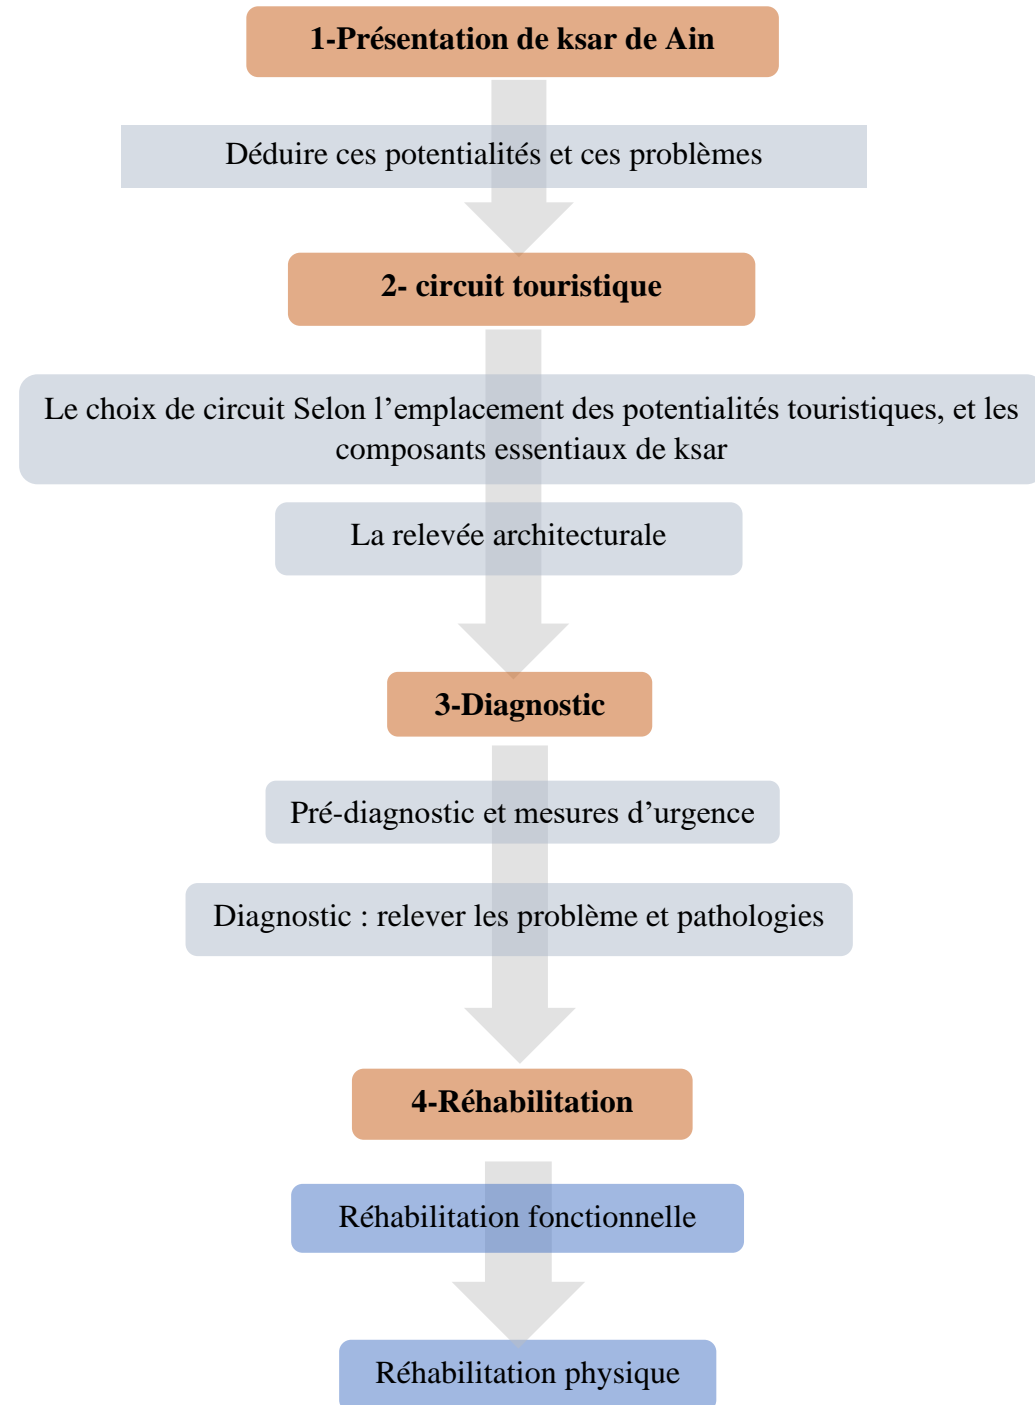 1-Présentation de ksar de Ain
Déduire ces potentialités et ces problèmes
2- circuit touristique
Le choix de circuit Selon l’emplacement des potentialités touristiques, et les
composants essentiaux de ksar
La relevée architecturale
3-Diagnostic
Pré-diagnostic et mesures d’urgence
Diagnostic : relever les problème et pathologies
4-Réhabilitation
Réhabilitation fonctionnelle
Réhabilitation physique